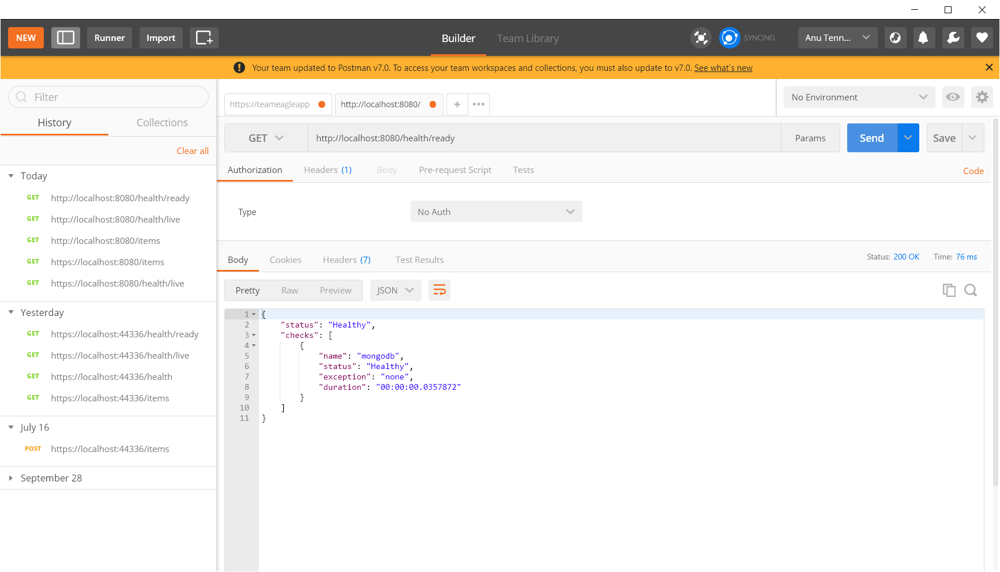 NEW Runner Import Builder Team Library SYNCING Anu Tenn...
Your team updated to Postman v7.0. To access your team workspaces and collections, you must also update to v7.0. See what's new
Filter
History Collections
Clear all
Today
GET http://localhost:8080/health/ready
GET http://localhost:8080/health/live
GET http://localhost:8080/items
GET https://localhost:8080/items
GET https://localhost:8080/health/live
Yesterday
GET https://localhost:44336/health/ready
GET https://localhost:44336/health/live
GET https://localhost:44336/health
GET https://localhost:44336/items
July 16
POST https://localhost:44336/items
September 28
https://teameagleapp http://localhost:8080/ + ••• No Environment
GET http://localhost:8080/health/ready Params Send Save
Authorization Headers (1) Body Pre-request Script Tests Code
Type No Auth
Body Cookies Headers (7) Test Results Status: 200 OK Time: 76 ms
Pretty Raw Preview JSON
1 {
2 "status": "Healthy",
3 "checks": [
4 {
5 "name": "mongodb",
6 "status": "Healthy",
7 "exception": "none",
8 "duration": "00:00:00.0357872"
9 }
10 ]
11 }